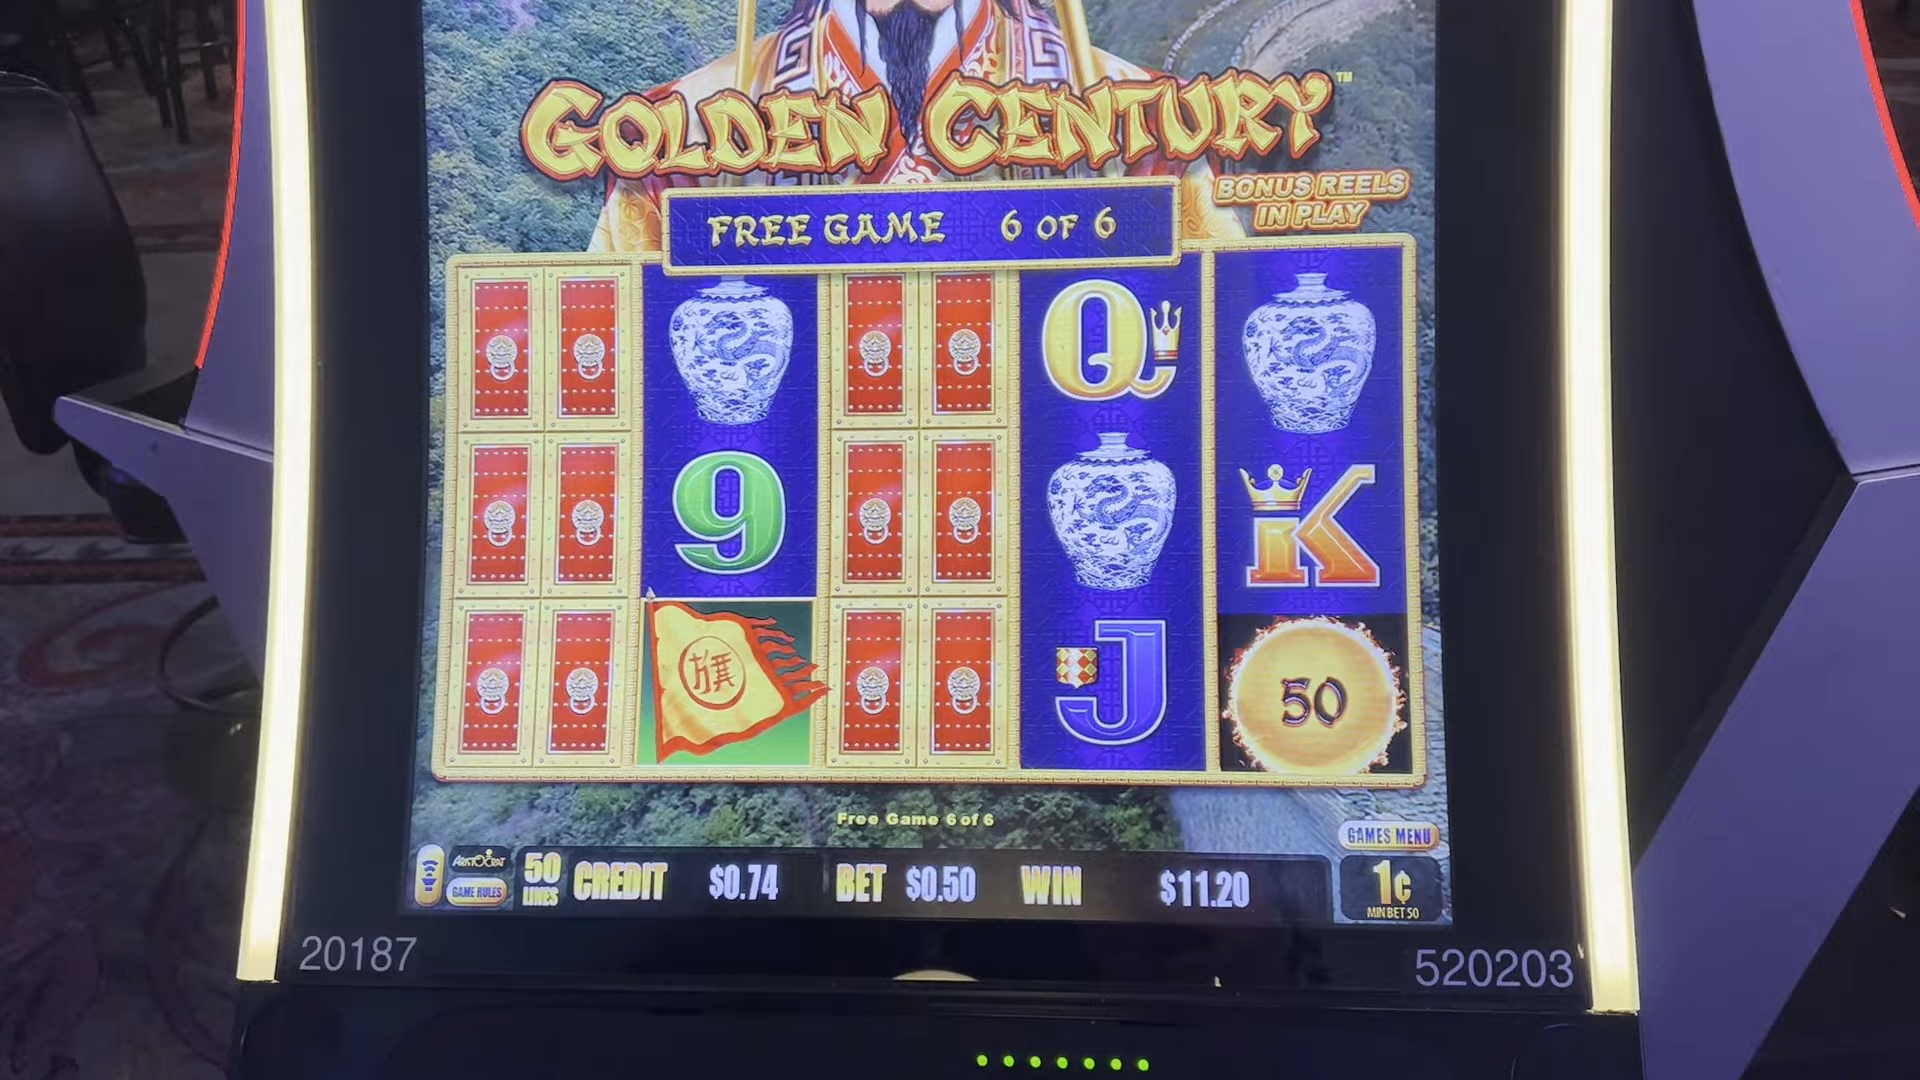 GOLDEN CENTURY™
BONUS REELS
IN PLAY
FREE GAME 6 OF 6
Q
9
K
旗
J
50
Free Game 6 of 6
GAMES MENU
ARISTOCRAT
GAME RULES
50
LINES
CREDIT $0.74 BET $0.50 WIN $11.20
1¢
MIN BET 50
20187
520203